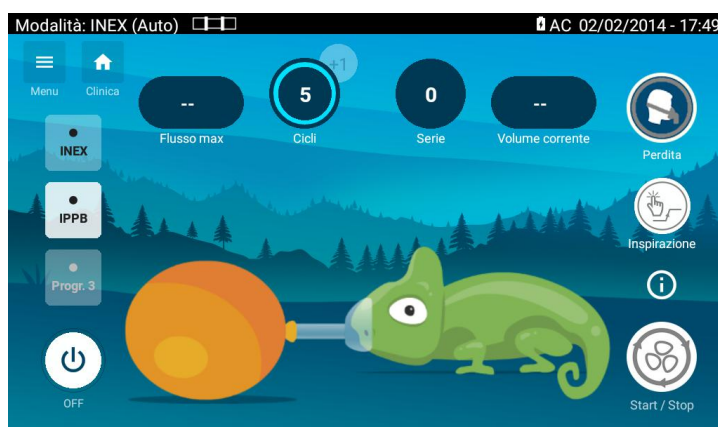 Modalità: INEX (Auto) AC 02/02/2014 - 17:49
+1
Menu
Clinica
--
5
0
--
Flusso max
Cicli
Serie
Volume corrente
Perdita
INEX
IPPB
Inspirazione
Progr. 3
OFF
Start / Stop